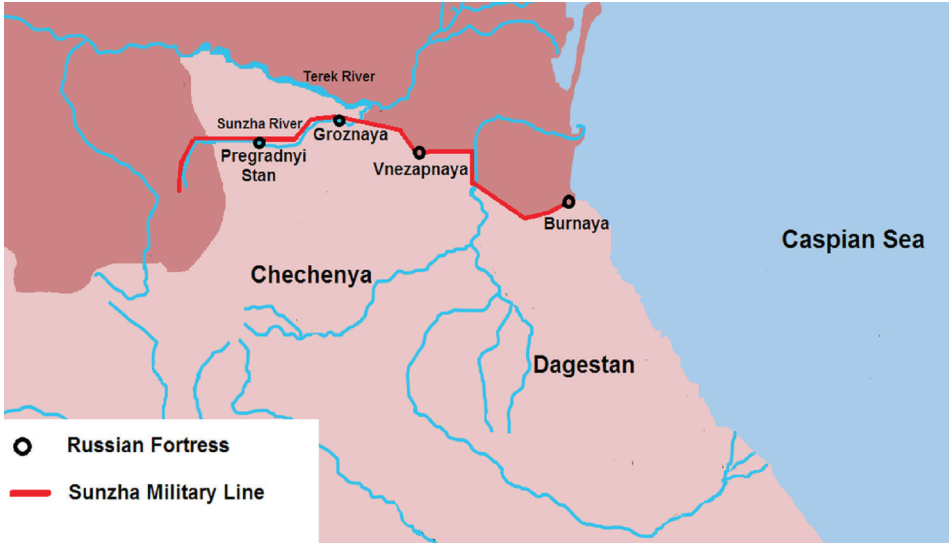 Terek River
Sunzha River
Groznaya
Pregradnyi
Stan
Vnezapnaya
Burnaya
Caspian Sea
Chechenya
Dagestan
Russian Fortress
Sunzha Military Line